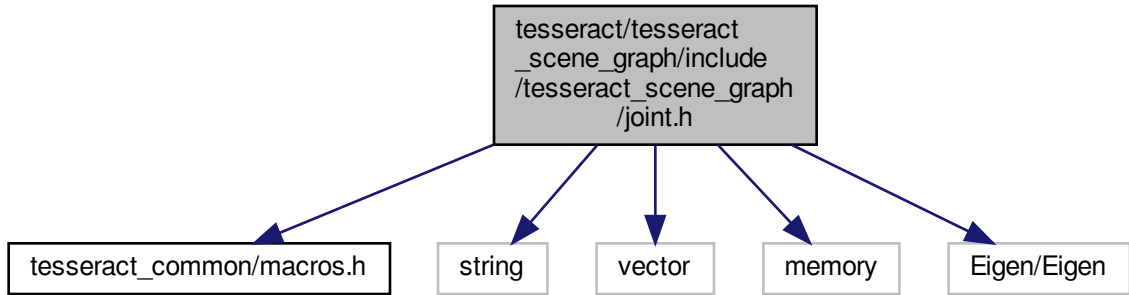 tesseract/tesseract
_scene_graph/include
/tesseract_scene_graph
/joint.h
tesseract_common/macros.h
string
vector
memory
Eigen/Eigen